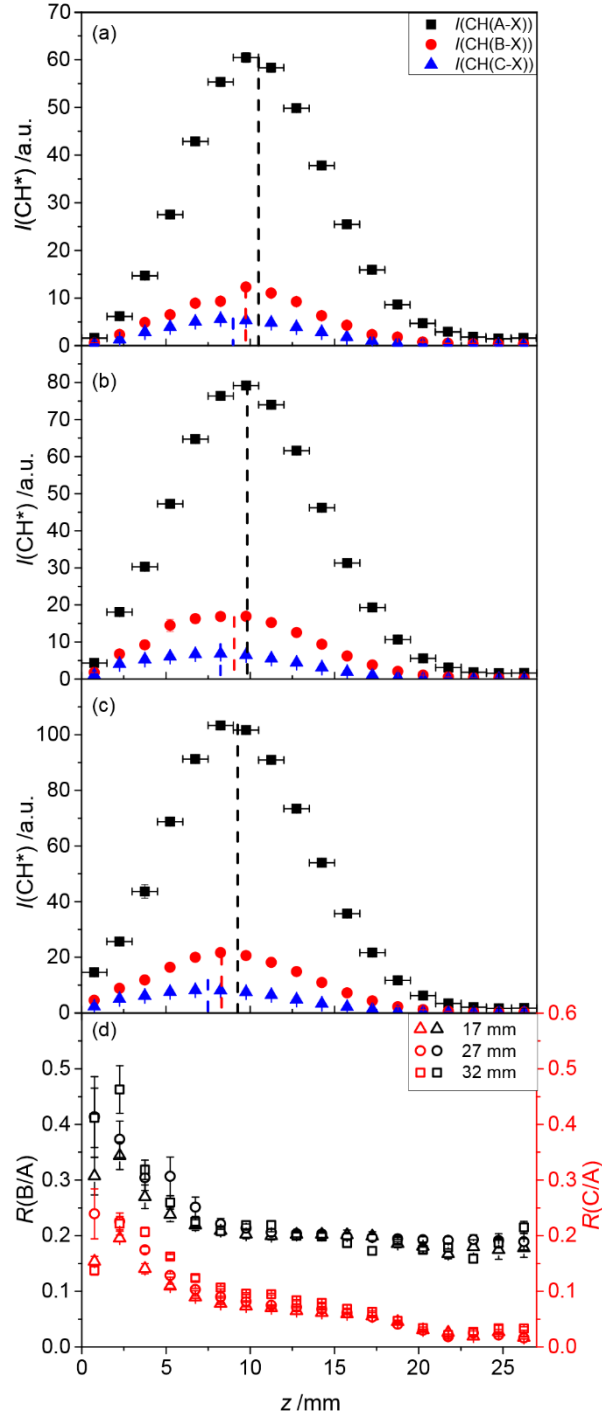 (a)
I(CH(A-X))
I(CH(B-X))
I(CH(C-X))
70
60
50
40
30
20
10
0
I(CH*) /a.u.
(b)
80
70
60
50
40
30
20
10
0
I(CH*) /a.u.
(c)
100
80
60
40
20
0
I(CH*) /a.u.
(d)
17 mm
27 mm
32 mm
0.5
0.4
0.3
0.2
0.1
0.0
R(B/A)
0.6
0.5
0.4
0.3
0.2
0.1
0.0
R(C/A)
0 5 10 15 20 25
z /mm